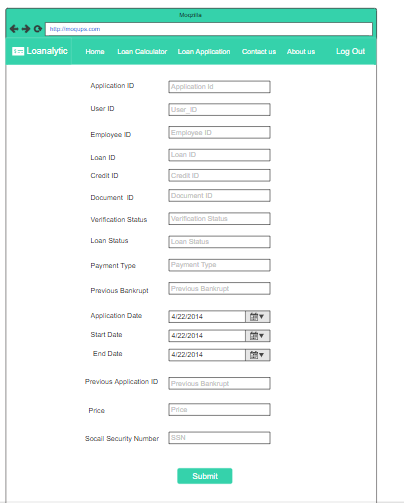 Moqzilla
http://moqups.com
Loanalytic Home Loan Calculator Loan Application Contact us About us Log Out
Application ID Application Id
User ID User_ID
Employee ID Employee ID
Loan ID Loan ID
Credit ID Credit ID
Document ID Document ID
Verification Status Verification Status
Loan Status Loan Status
Payment Type Payment Type
Previous Bankrupt Previous Bankrupt
Application Date 4/22/2014
Start Date 4/22/2014
End Date 4/22/2014
Previous Application ID Previous Bankrupt
Price Price
Socail Security Number SSN
Submit